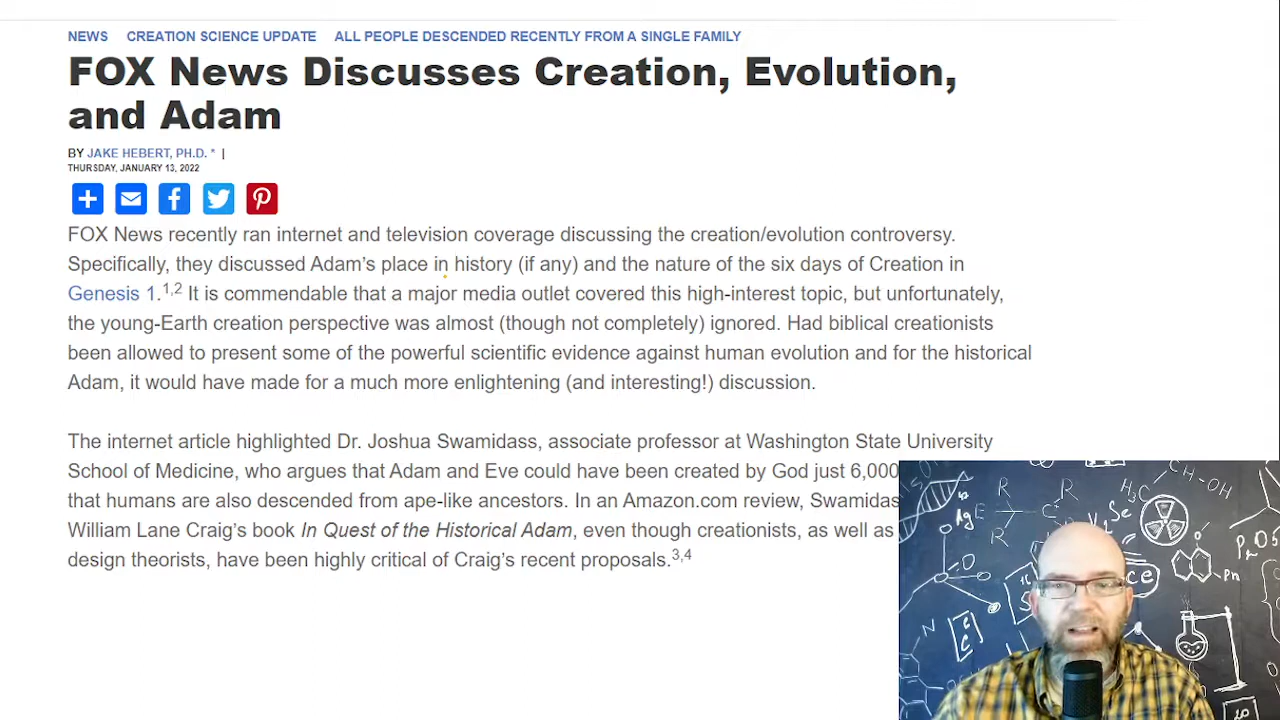 NEWS CREATION SCIENCE UPDATE ALL PEOPLE DESCENDED RECENTLY FROM A SINGLE FAMILY
FOX News Discusses Creation, Evolution,
and Adam
BY JAKE HEBERT, PH.D. * |
THURSDAY, JANUARY 13, 2022
FOX News recently ran internet and television coverage discussing the creation/evolution controversy.
Specifically, they discussed Adam's place in history (if any) and the nature of the six days of Creation in
Genesis 1.1,2 It is commendable that a major media outlet covered this high-interest topic, but unfortunately,
the young-Earth creation perspective was almost (though not completely) ignored. Had biblical creationists
been allowed to present some of the powerful scientific evidence against human evolution and for the historical
Adam, it would have made for a much more enlightening (and interesting!) discussion.
The internet article highlighted Dr. Joshua Swamidass, associate professor at Washington State University
School of Medicine, who argues that Adam and Eve could have been created by God just 6,000
that humans are also descended from ape-like ancestors. In an Amazon.com review, Swamidas
William Lane Craig's book In Quest of the Historical Adam, even though creationists, as well as
design theorists, have been highly critical of Craig's recent proposals.3,4
CH-OH
H₃C
R R
Ag
Se
R
N